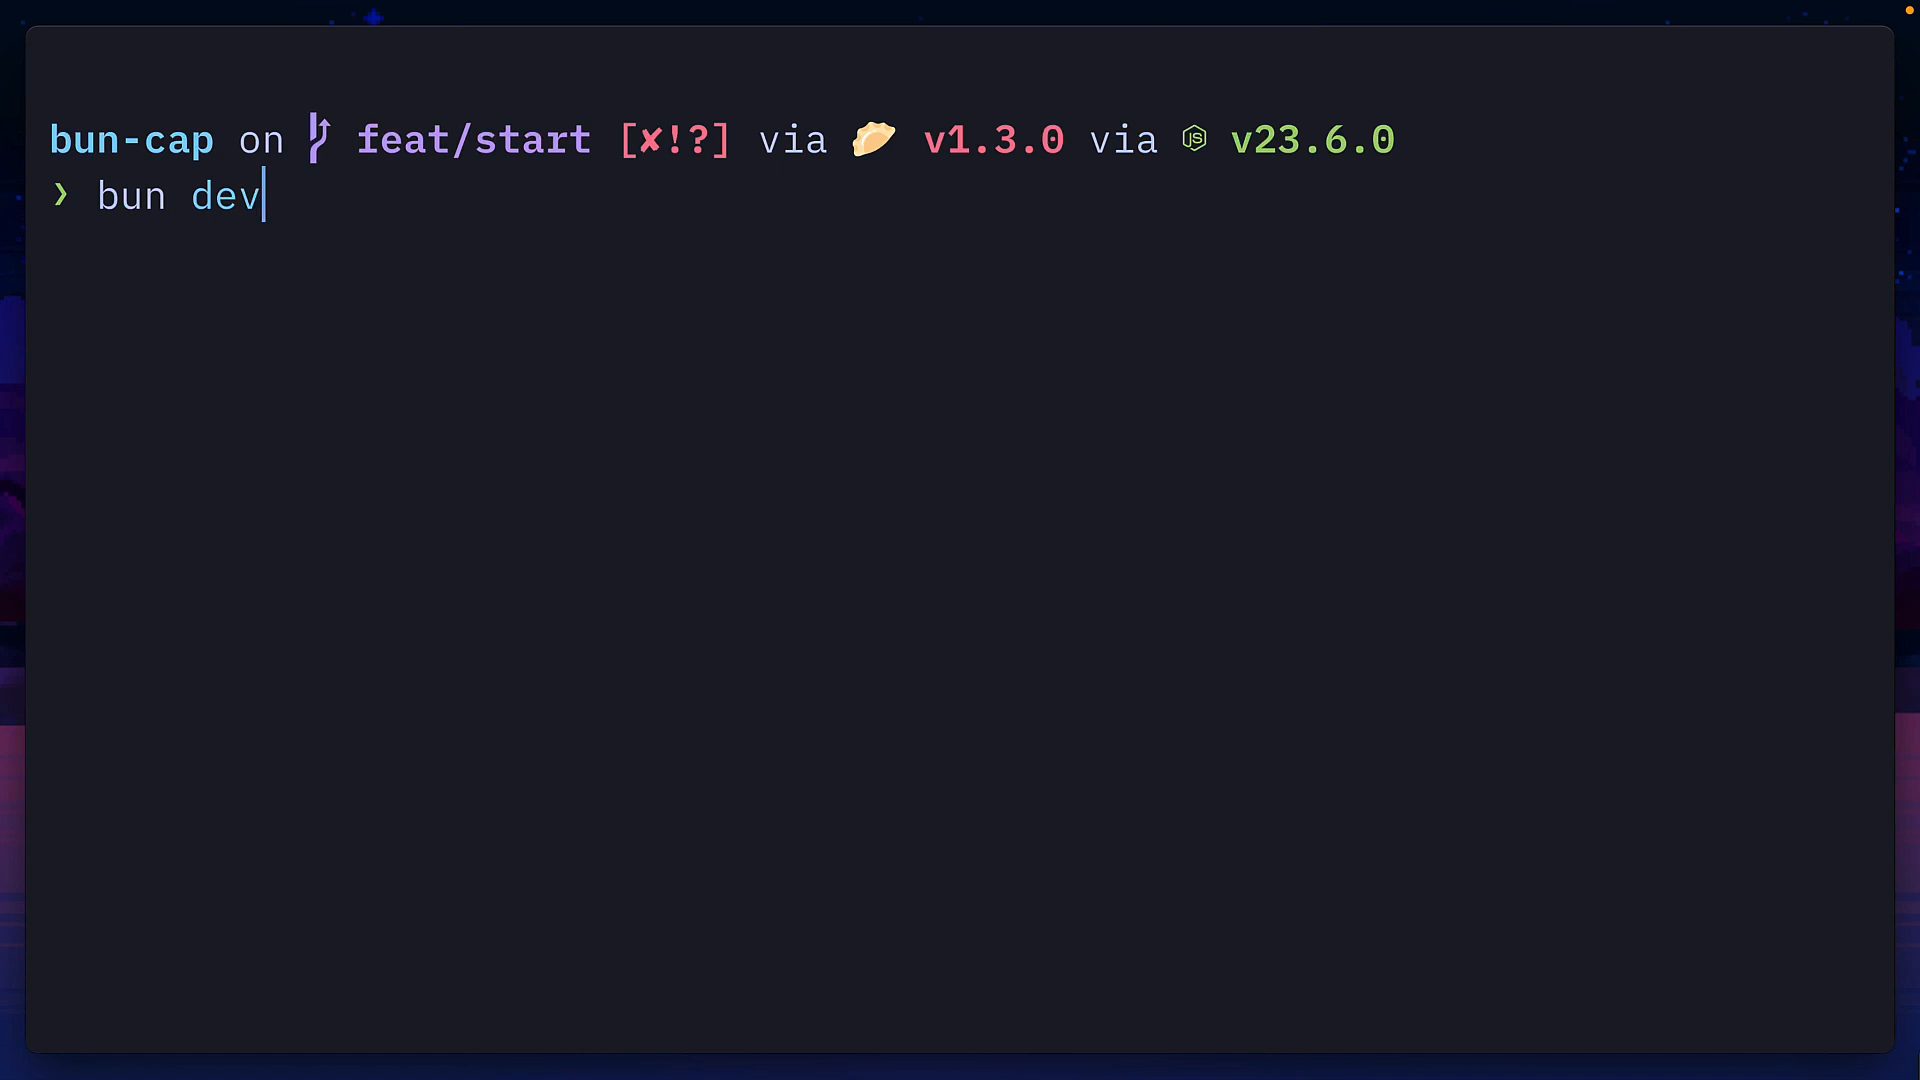 bun-cap on feat/start [✘!?] via 🥟 v1.3.0 via v23.6.0
❯ bun dev